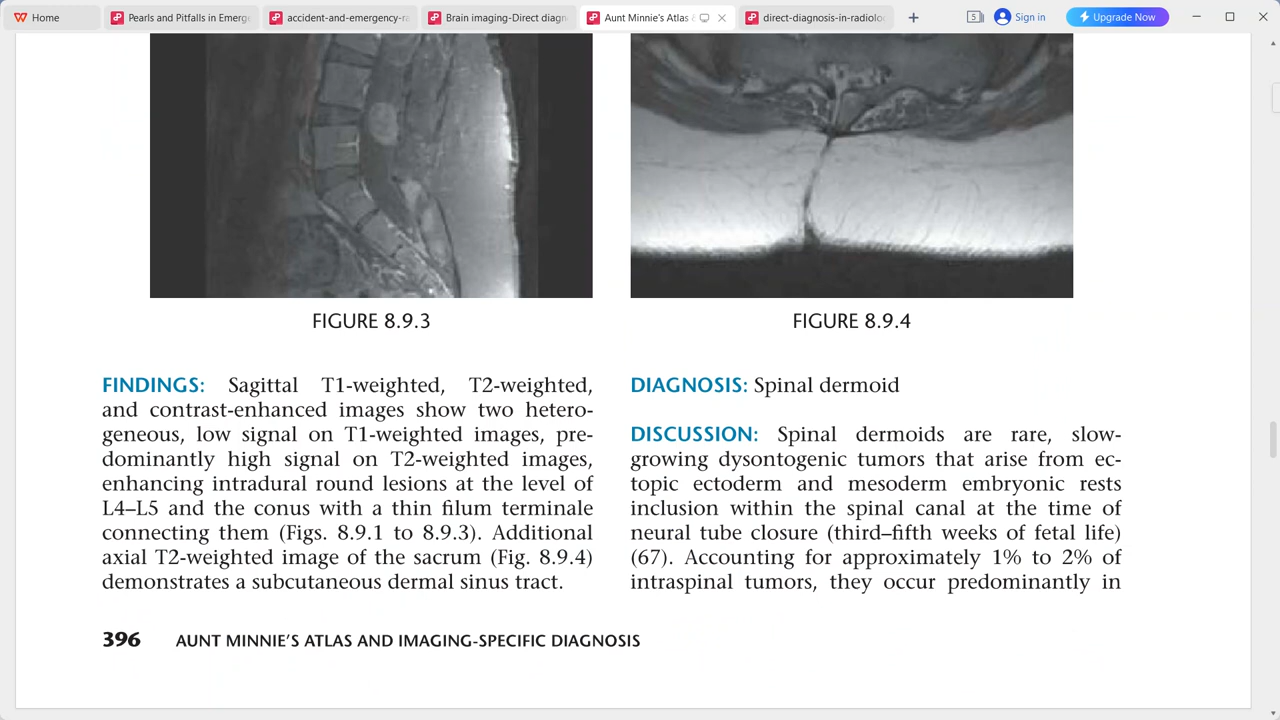 Home
Pearls and Pitfalls in Emerg
accident-and-emergency-ra
Brain imaging-Direct diagn
Aunt Minnie's Atlas
direct-diagnosis-in-radiolo
+
5
Sign in
Upgrade Now
FIGURE 8.9.3
FIGURE 8.9.4
FINDINGS: Sagittal T1-weighted, T2-weighted,
and contrast-enhanced images show two hetero-
geneous, low signal on T1-weighted images, pre-
dominantly high signal on T2-weighted images,
enhancing intradural round lesions at the level of
L4–L5 and the conus with a thin filum terminale
connecting them (Figs. 8.9.1 to 8.9.3). Additional
axial T2-weighted image of the sacrum (Fig. 8.9.4)
demonstrates a subcutaneous dermal sinus tract.
DIAGNOSIS: Spinal dermoid
DISCUSSION: Spinal dermoids are rare, slow-
growing dysontogenic tumors that arise from ec-
topic ectoderm and mesoderm embryonic rests
inclusion within the spinal canal at the time of
neural tube closure (third–fifth weeks of fetal life)
(67). Accounting for approximately 1% to 2% of
intraspinal tumors, they occur predominantly in
396 AUNT MINNIE'S ATLAS AND IMAGING-SPECIFIC DIAGNOSIS